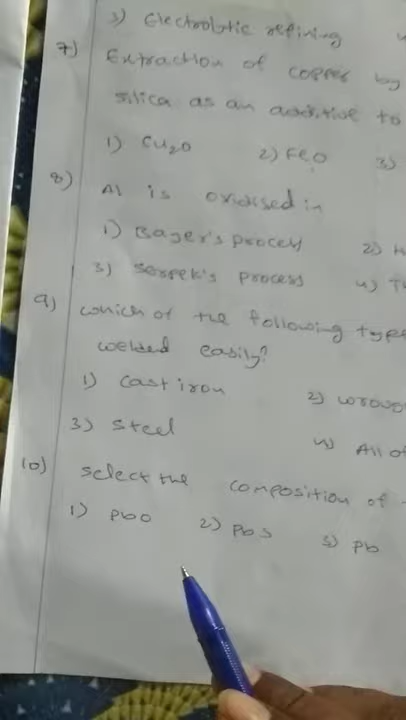 3) Electrolytic refining
7) Extraction of copper by
silica as an additive to
1) Cu2O 2) FeO 3)
8) Al is oxidised in
1) Bayer's process 2) H
3) Serpek's process 4) T
9) Which of the following type
welded easily?
1) Cast iron 2) Wroug
3) Steel 4) All of
10) Select the composition of
1) PbO 2) PbS 3) Pb